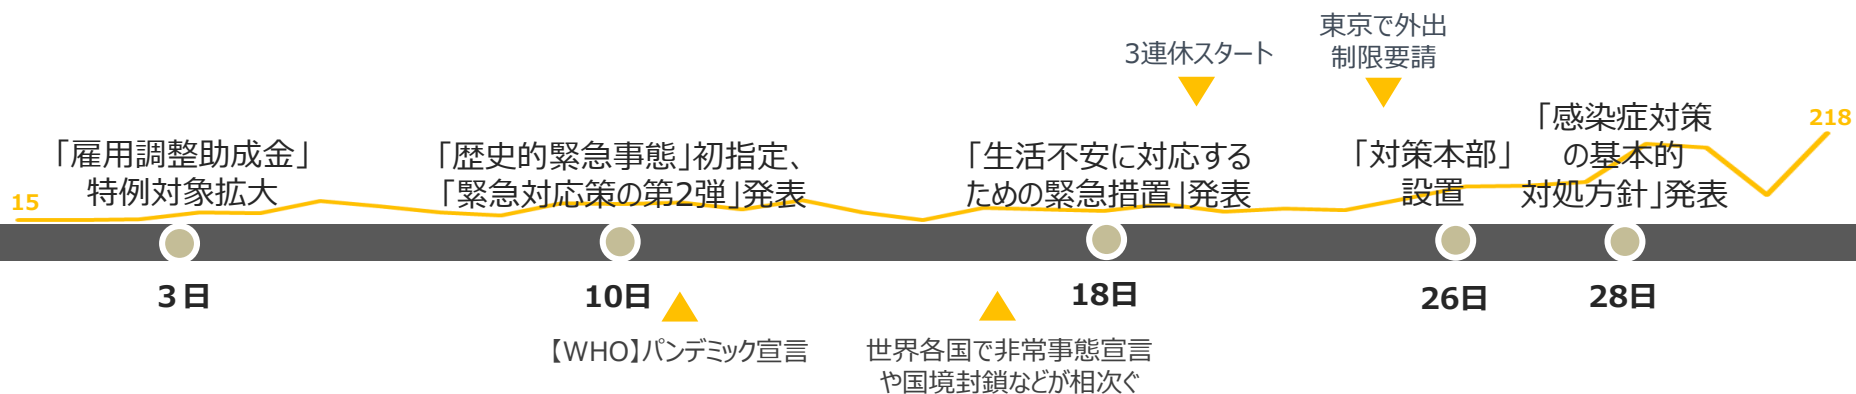 3連休スタート
東京で外出
制限要請
15
「雇用調整助成金」
特例対象拡大
「歴史的緊急事態」初指定、
「緊急対応策の第2弾」発表
「生活不安に対応する
ための緊急措置」発表
「対策本部」
設置
「感染症対策
の基本的
対処方針」発表
218
3日
10日
18日
26日
28日
【WHO】パンデミック宣言
世界各国で非常事態宣言
や国境封鎖などが相次ぐ